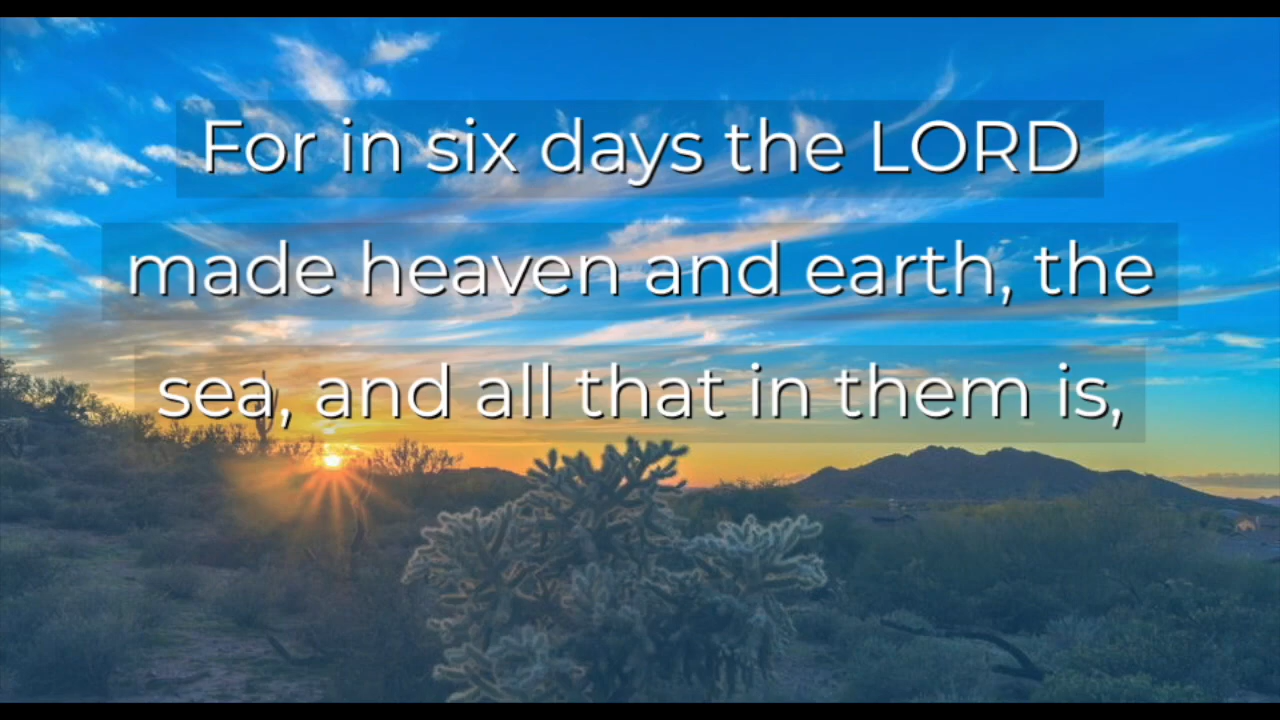 For in six days the LORD
made heaven and earth, the
sea, and all that in them is,